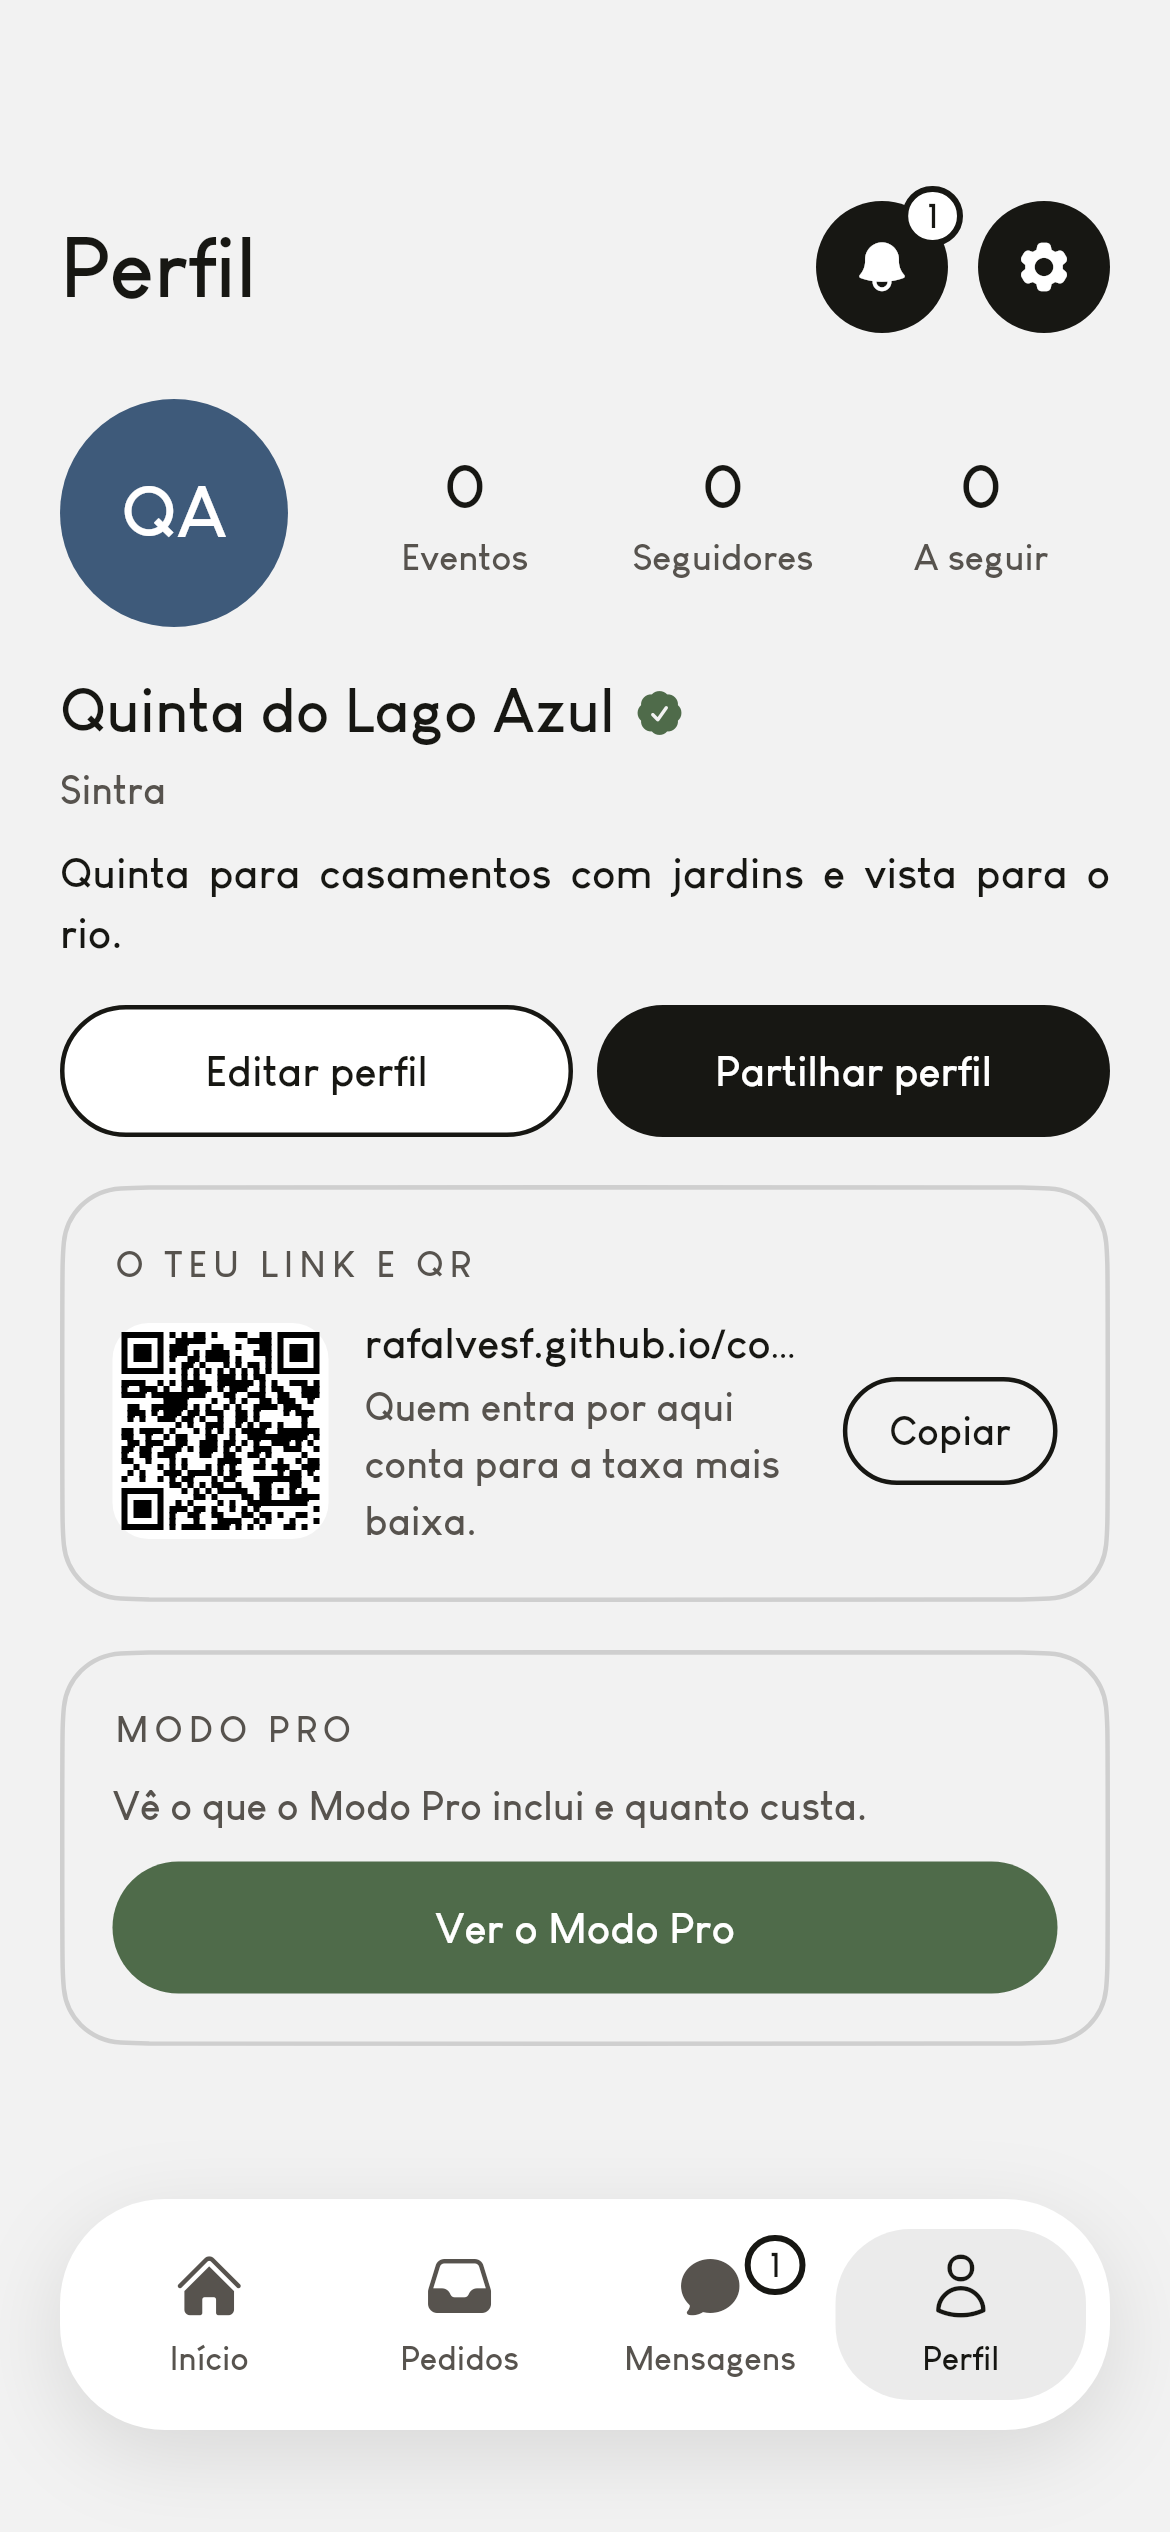 Perfil
1
QA
0
0
0
Eventos
Seguidores
A seguir
Quinta do Lago Azul
Sintra
Quinta para casamentos com jardins e vista para o
rio.
Editar perfil
Partilhar perfil
O TEU LINK E QR
rafalvesf.github.io/co...
Quem entra por aqui
conta para a taxa mais
baixa.
Copiar
MODO PRO
Vê o que o Modo Pro inclui e quanto custa.
Ver o Modo Pro
1
Início
Pedidos
Mensagens
Perfil